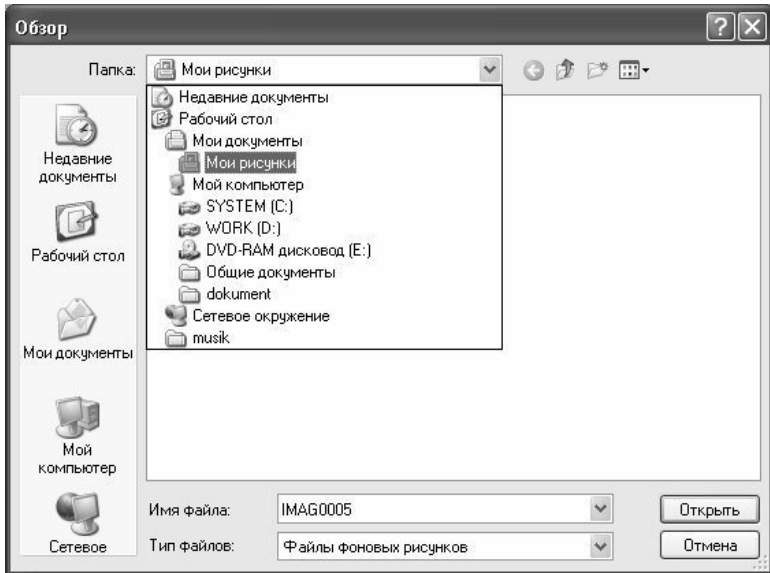 Обзор
Папка: Мои рисунки
Недавние документы
Рабочий стол
Мои документы
Мои рисунки
Мой компьютер
SYSTEM (C:)
WORK (D:)
DVD-RAM дисковод (E:)
Общие документы
dokument
Сетевое окружение
musik
Недавние
документы
Рабочий стол
Мои документы
Мой
компьютер
Сетевое
Имя файла: IMAG0005 Открыть
Тип файлов: Файлы фоновых рисунков Отмена